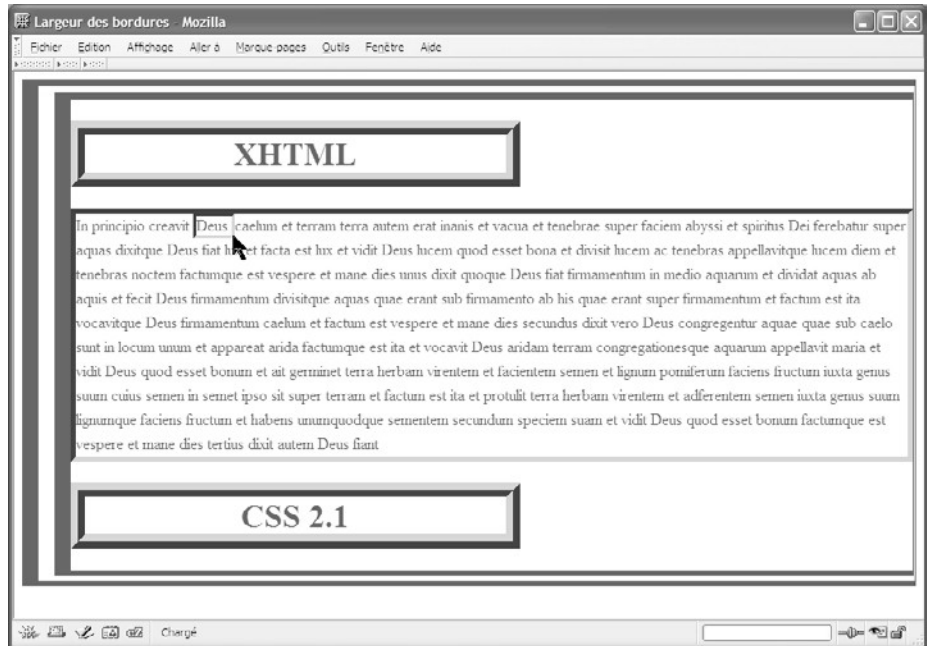 Largeur des bordures - Mozilla
Fichier Edition Affichage Aller à Marque-pages Outils Fenêtre Aide
XHTML
In principio creavit Deus caelum et terram terra autem erat inanis et vacua et tenebrae super faciem abyssi et spiritus Dei ferebatur super
aquas dixitque Deus fiat lux et facta est lux et vidit Deus lucem quod esset bona et divisit lucem ac tenebras appellavitque lucem diem et
tenebras noctem factumque est vespere et mane dies unus dixit quoque Deus fiat firmamentum in medio aquarum et dividat aquas ab
aquis et fecit Deus firmamentum divisitque aquas quae erant sub firmamento ab his quae erant super firmamentum et factum est ita
vocavitque Deus firmamentum caelum et factum est vespere et mane dies secundus dixit vero Deus congregentur aquae quae sub caelo
sunt in locum unum et appareat arida factumque est ita et vocavit Deus aridam terram congregationesque aquarum appellavit maria et
vidit Deus quod esset bonum et ait germinet terra herbam virentem et facientem semen et lignum pomiferum faciens fructum iuxta genus
suum cuius semen in semet ipso sit super terram et factum est ita et protulit terra herbam virentem et adferentem semen iuxta genus suum
lignumque faciens fructum et habens unumquodque sementem secundum speciem suam et vidit Deus quod esset bonum factumque est
vespere et mane dies tertius dixit autem Deus fiant
CSS 2.1
Chargé